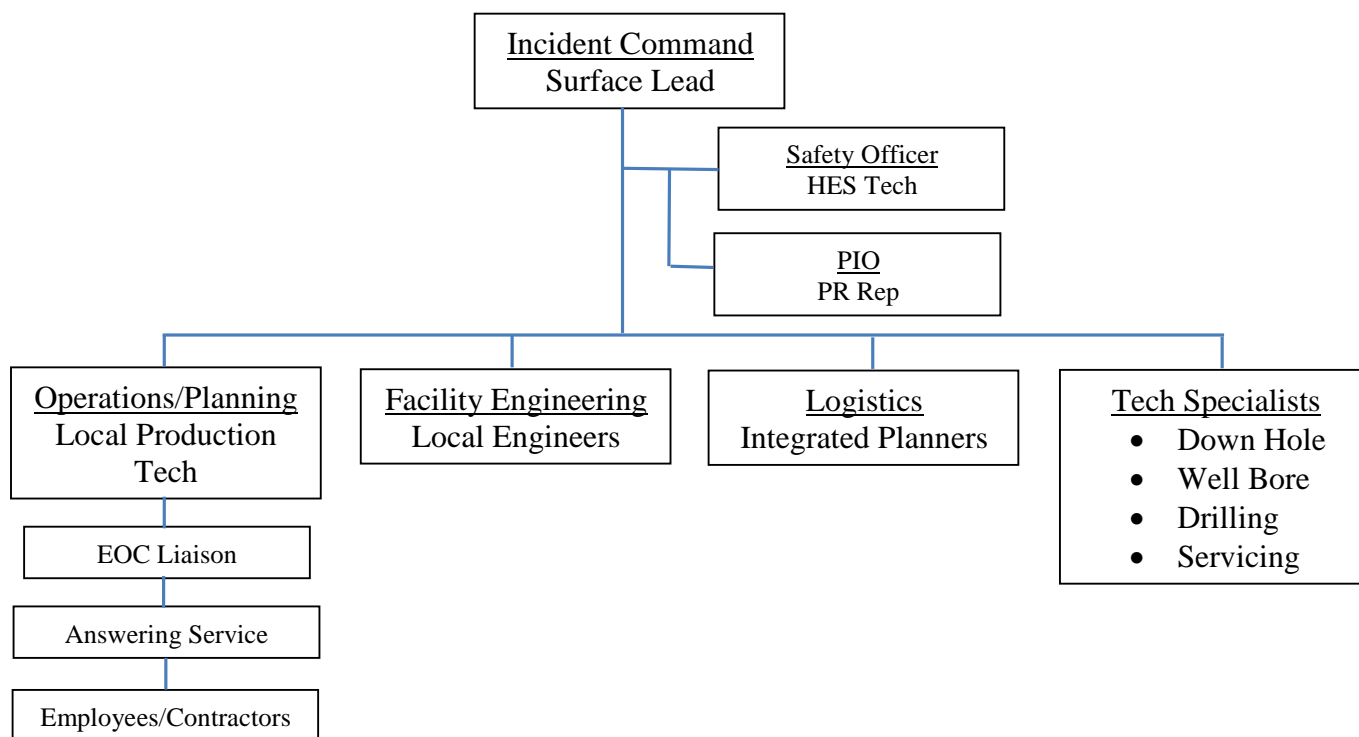 Incident Command
Surface Lead
Safety Officer
HES Tech
PIO
PR Rep
Operations/Planning
Local Production
Tech
Facility Engineering
Local Engineers
Logistics
Integrated Planners
Tech Specialists
• Down Hole
• Well Bore
• Drilling
• Servicing
EOC Liaison
Answering Service
Employees/Contractors